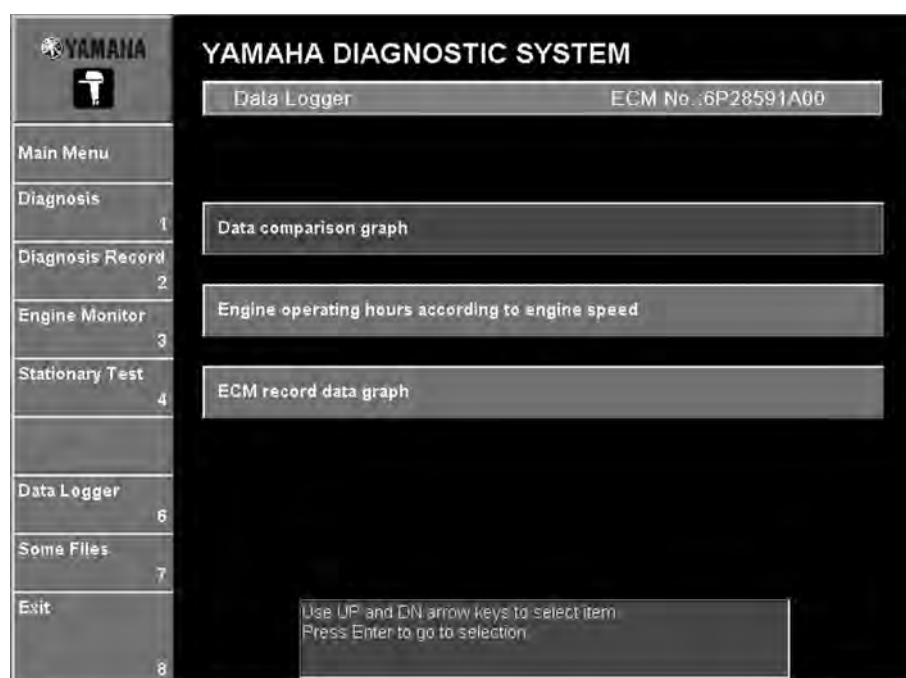 YAMAHA
YAMAHA DIAGNOSTIC SYSTEM
Data Logger ECM No.:6P28591A00
Main Menu
Diagnosis
1
Diagnosis Record
2
Engine Monitor
3
Stationary Test
4
Data Logger
6
Some Files
7
Exit
8
Data comparison graph
Engine operating hours according to engine speed
ECM record data graph
Use UP and DN arrow keys to select item
Press Enter to go to selection